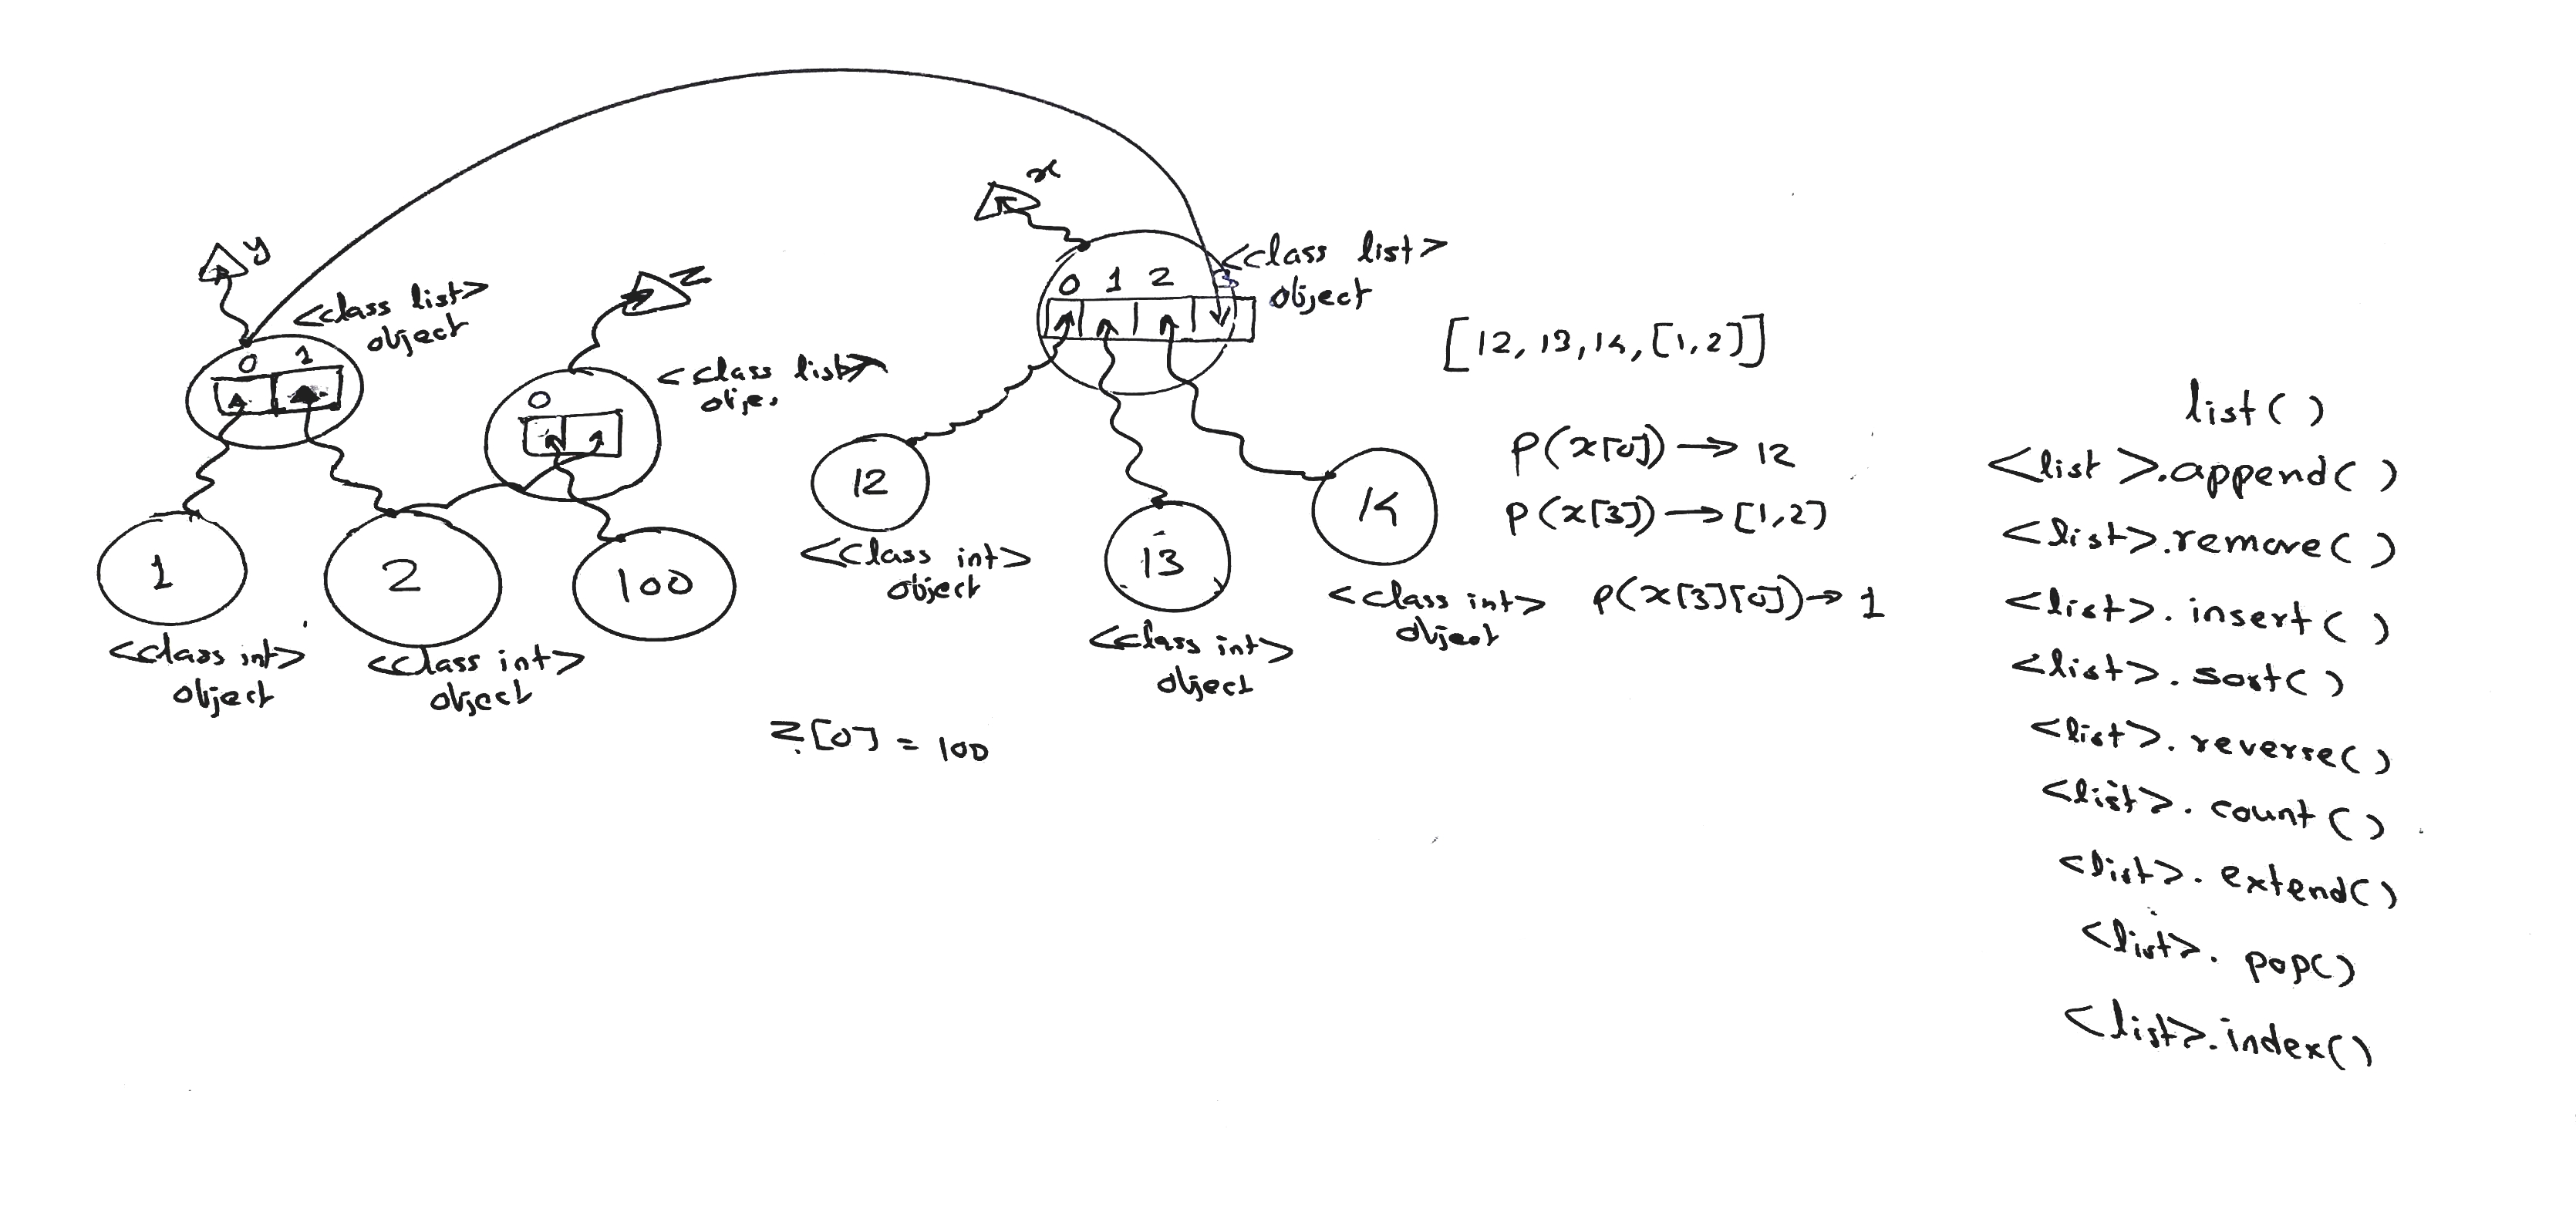 x
y
<class list>
object
0 1
z
<class list>
0
<class list>
object
0 1 2 3
1
<class int>
object
2
<class int>
object
100
12
<class int>
object
13
<class int>
object
14
<class int>
object
z[0] = 100
[12, 13, 14, [1,2]]
P(x[0]) → 12
P(x[3]) → [1,2]
P(x[3][0]) → 1
list()
<list>.append()
<list>.remove()
<list>.insert()
<list>.sort()
<list>.reverse()
<list>.count()
<list>.extend()
<list>.pop()
<list>.index()